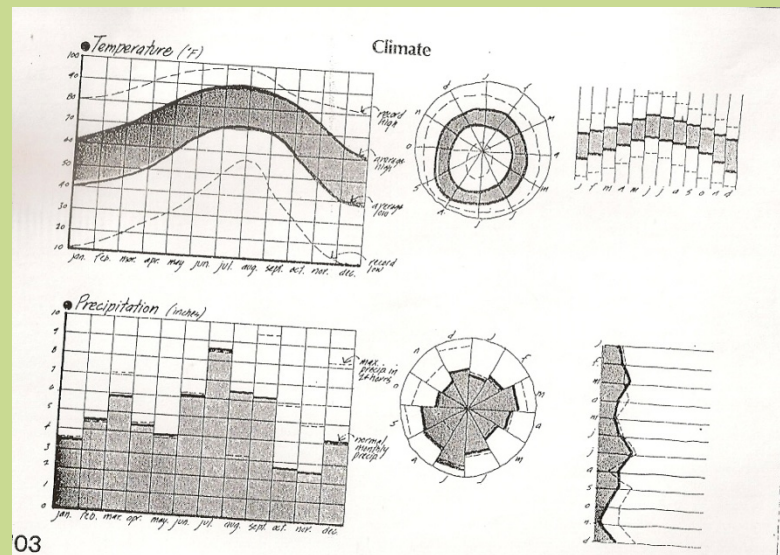 Climate
Temperature (°F)
100
90
80
70
60
50
40
30
20
10
record high
average high
average low
record low
jan. feb. mar. apr. may jun. jul. aug. sept. oct. nov. dec.
d j f m a m j j a s o n
j f m a m j j a s o n d
Precipitation (inches)
10
9
8
7
6
5
4
3
2
1
0
max. precip in 24 hours
normal monthly precip
jan. feb. mar. apr. may. jun. jul. aug. sept. oct. nov. dec.
d j f m a m j j a s o n
j
f
m
a
m
j
j
a
s
o
n
d
'03